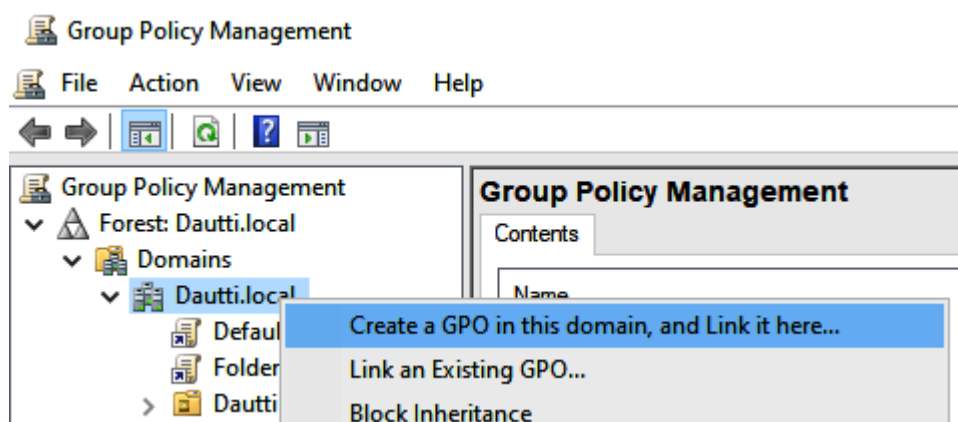 Group Policy Management
File Action View Window Help
Group Policy Management
Forest: Dautti.local
Domains
Dautti.local
Defaul
Folder
Dautti
Group Policy Management
Contents
Name
Create a GPO in this domain, and Link it here...
Link an Existing GPO...
Block Inheritance